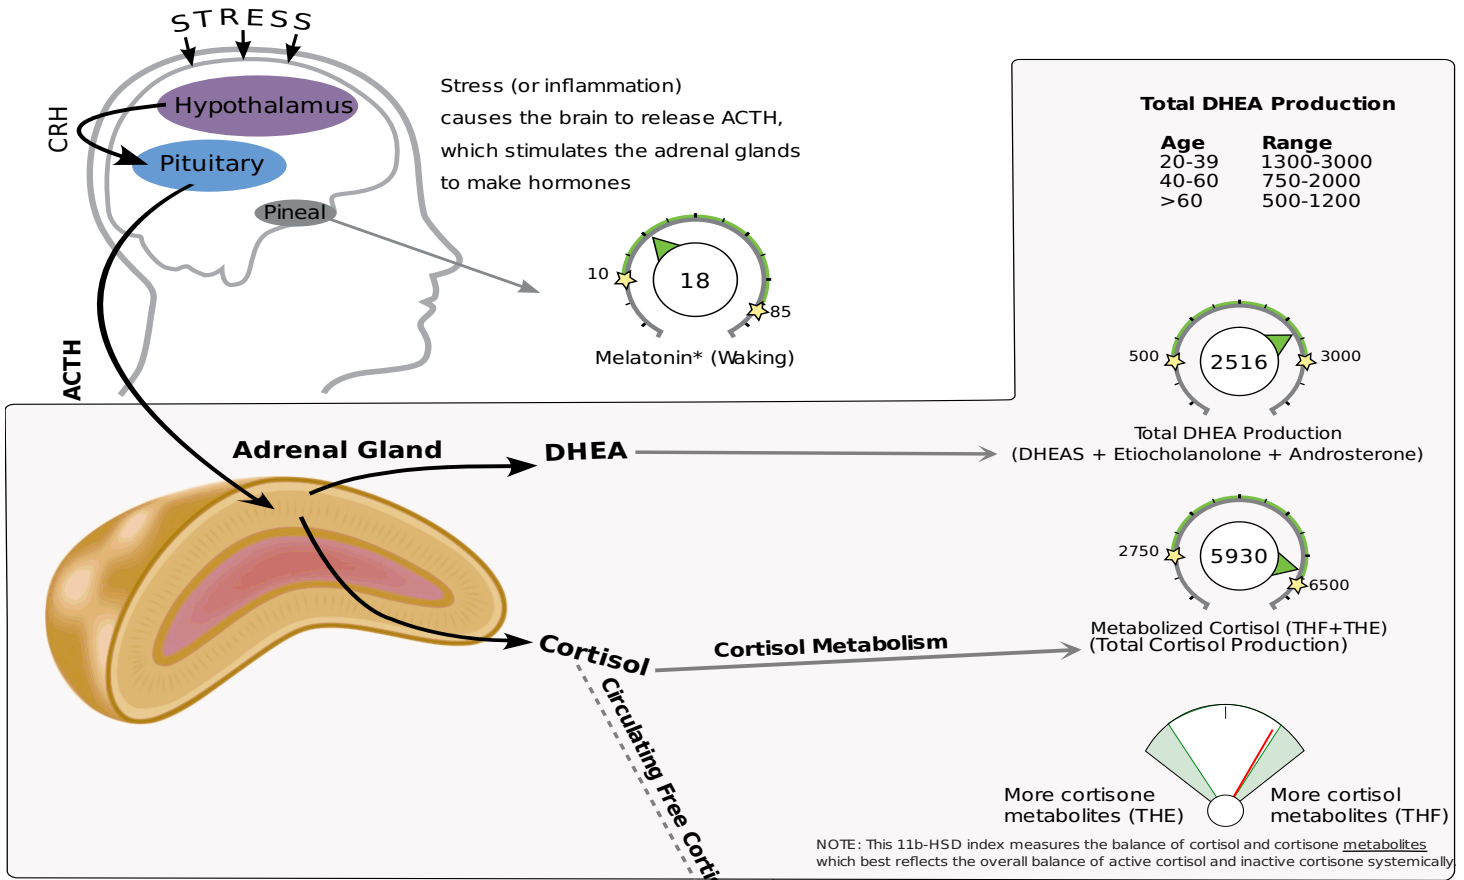 STRESS
Hypothalamus
CRH
Pituitary
Pineal
ACTH
Stress (or inflammation)
causes the brain to release ACTH,
which stimulates the adrenal glands
to make hormones
10
18
85
Melatonin* (Waking)
Total DHEA Production
Age Range
20-39 1300-3000
40-60 750-2000
>60 500-1200
500
2516
3000
Total DHEA Production
(DHEAS + Etiocholanolone + Androsterone)
Adrenal Gland
DHEA
2750
5930
6500
Metabolized Cortisol (THF+THE)
(Total Cortisol Production)
Cortisol
Cortisol Metabolism
Circulating Free Corti
More cortisone
metabolites (THE)
More cortisol
metabolites (THF)
NOTE: This 11b-HSD index measures the balance of cortisol and cortisone metabolites
which best reflects the overall balance of active cortisol and inactive cortisone systemically.